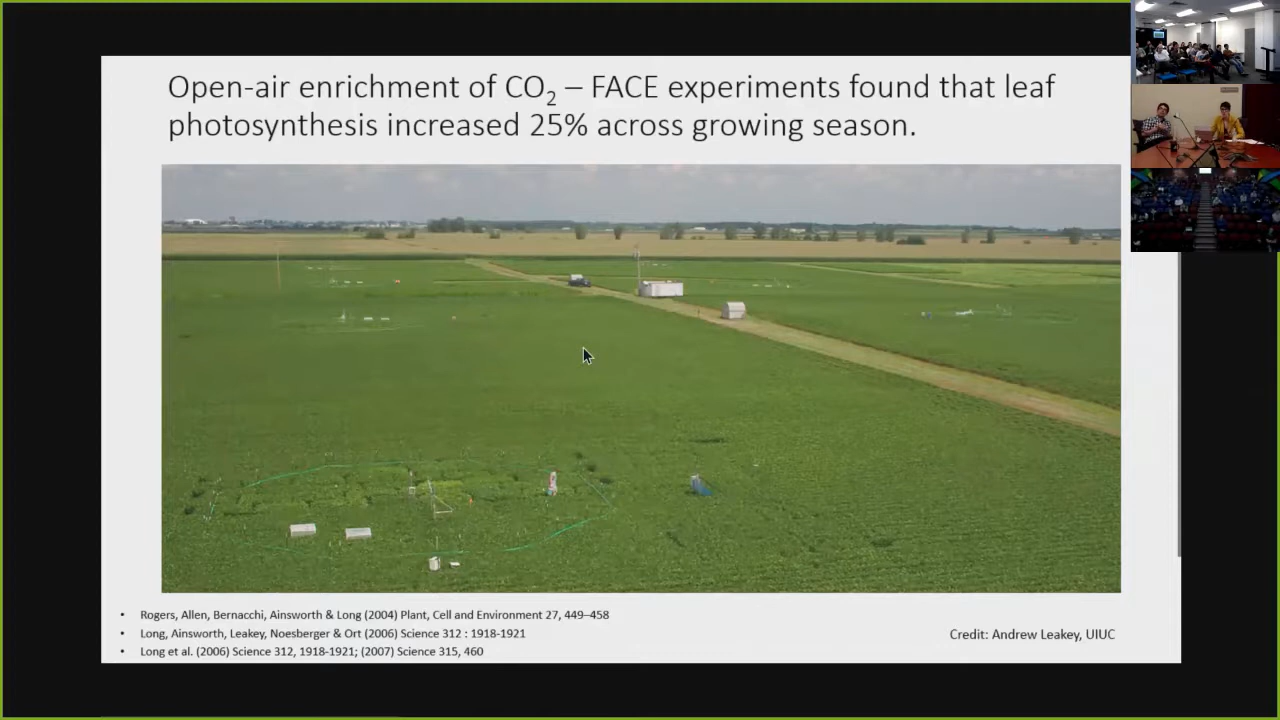 Open-air enrichment of CO₂ – FACE experiments found that leaf
photosynthesis increased 25% across growing season.
• Rogers, Allen, Bernacchi, Ainsworth & Long (2004) Plant, Cell and Environment 27, 449–458
• Long, Ainsworth, Leakey, Noesberger & Ort (2006) Science 312 : 1918-1921
• Long et al. (2006) Science 312, 1918-1921; (2007) Science 315, 460
Credit: Andrew Leakey, UIUC